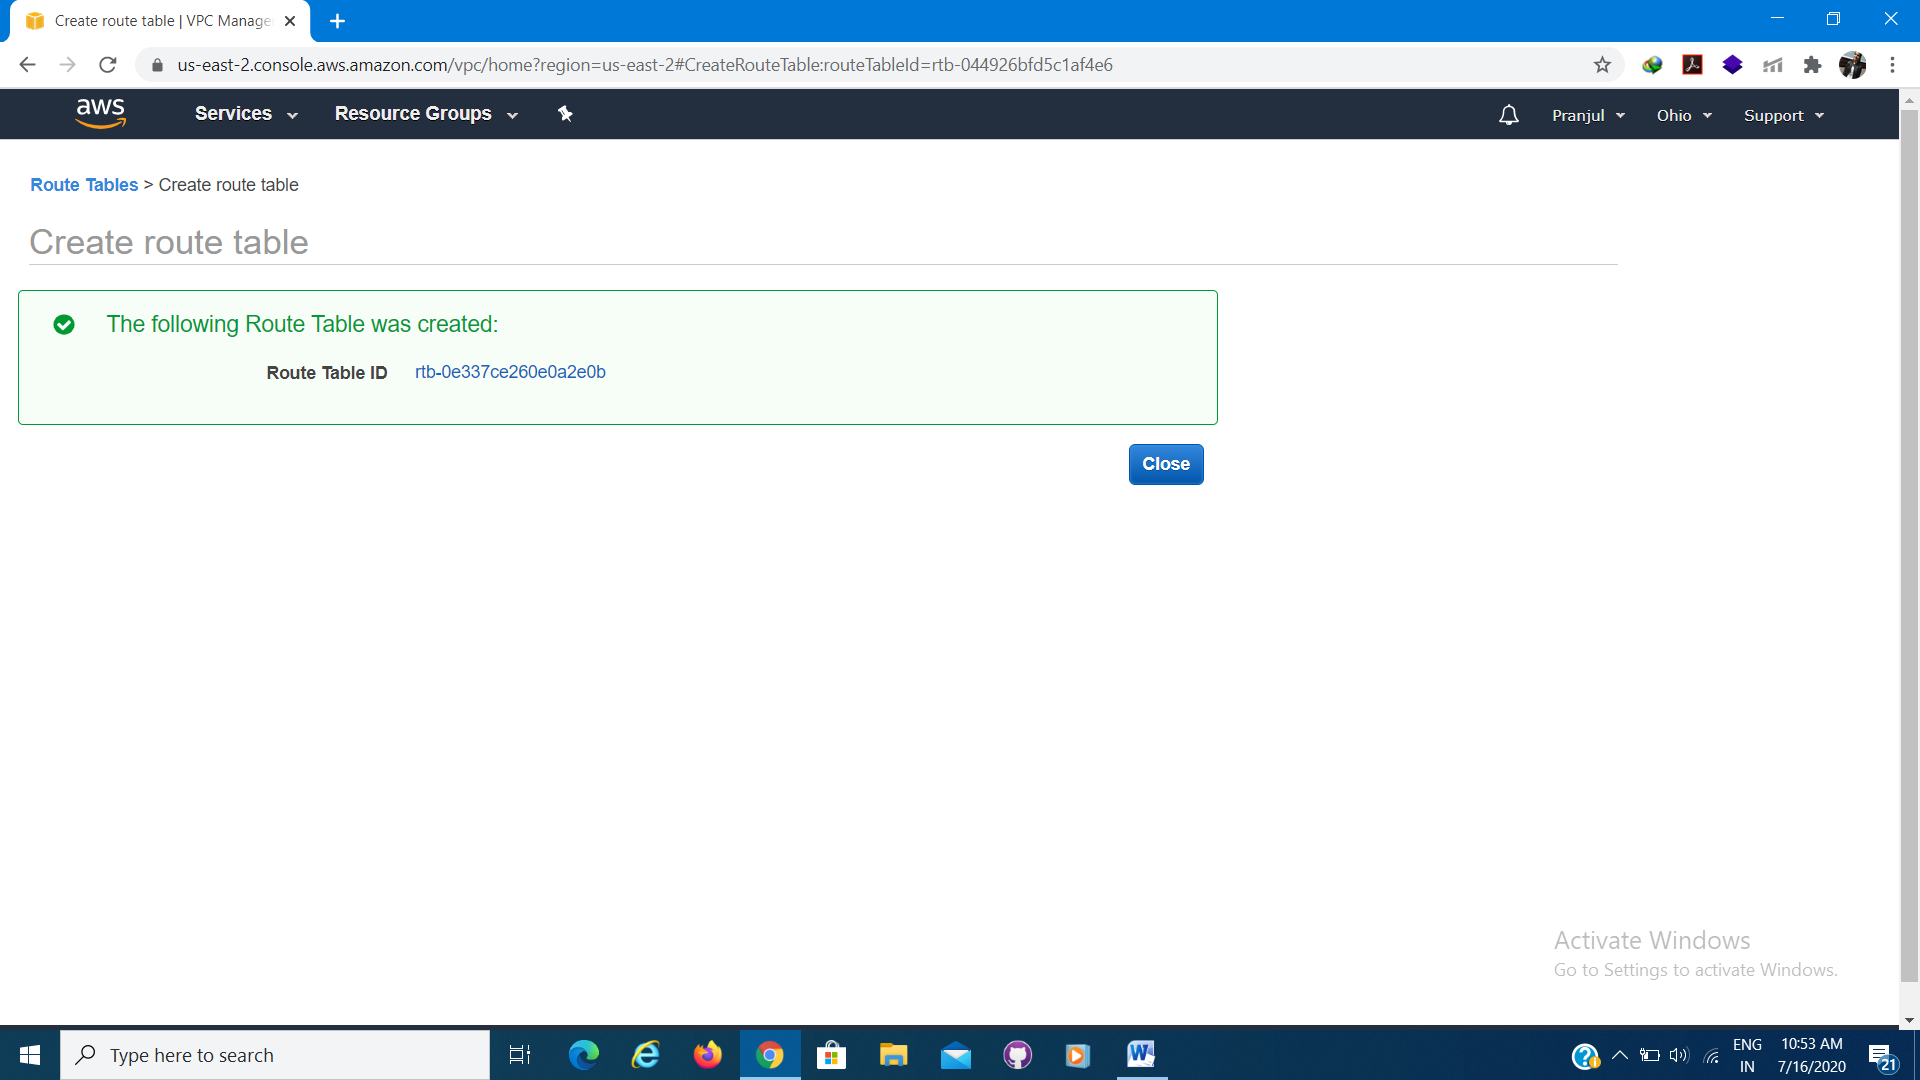 Create route table | VPC Manage
us-east-2.console.aws.amazon.com/vpc/home?region=us-east-2#CreateRouteTable:routeTableId=rtb-044926bfd5c1af4e6
aws Services Resource Groups Pranjul Ohio Support
Route Tables > Create route table
Create route table
The following Route Table was created:
Route Table ID rtb-0e337ce260e0a2e0b
Close
Activate Windows
Go to Settings to activate Windows.
Type here to search
W
ENG
IN
10:53 AM
7/16/2020
21